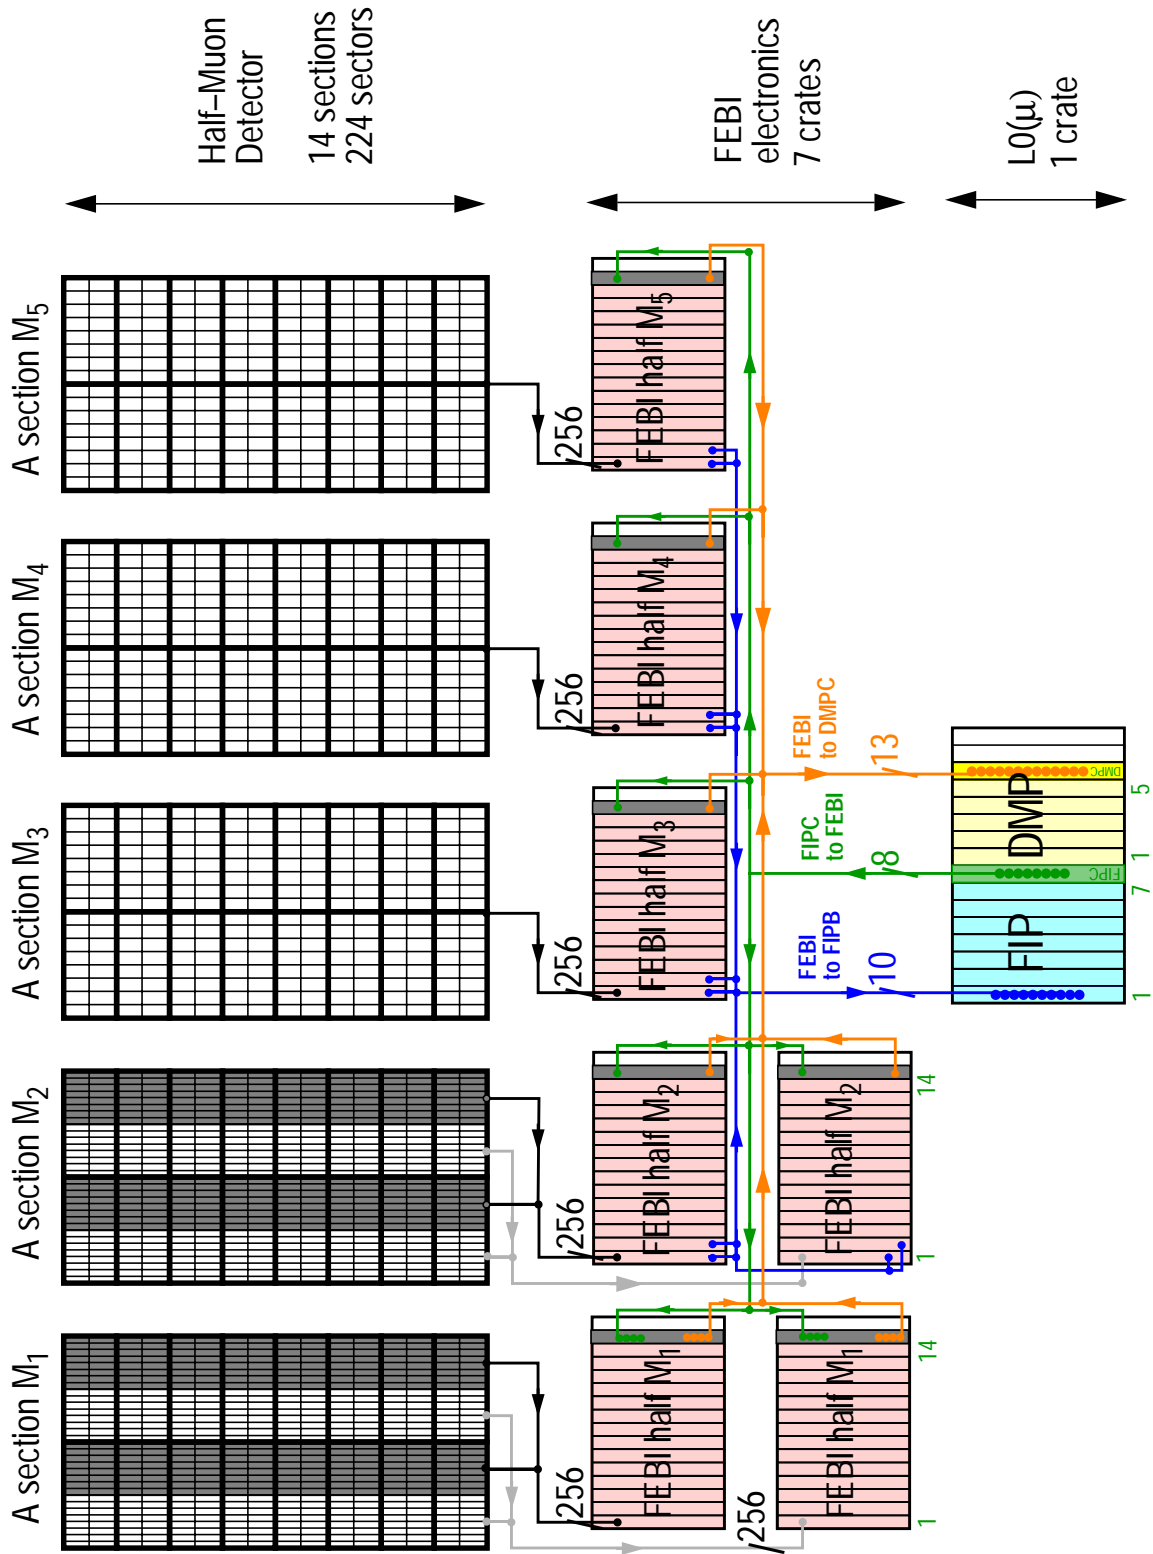 A section M1
A section M2
A section M3
A section M4
A section M5
Half–Muon
Detector
14 sections
224 sectors
256
256
256
256
256
256
FEBI half M1
FEBI half M2
FEBI half M3
FEBI half M4
FEBI half M5
FEBI
electronics
7 crates
FEBI half M1
1
14
FEBI half M2
1
14
FEBI
to FIPB
10
FIPC
to FEBI
8
FEBI
to DMPC
13
FIP
FIPC
DMP
DMPC
1
7
1
5
L0(μ)
1 crate